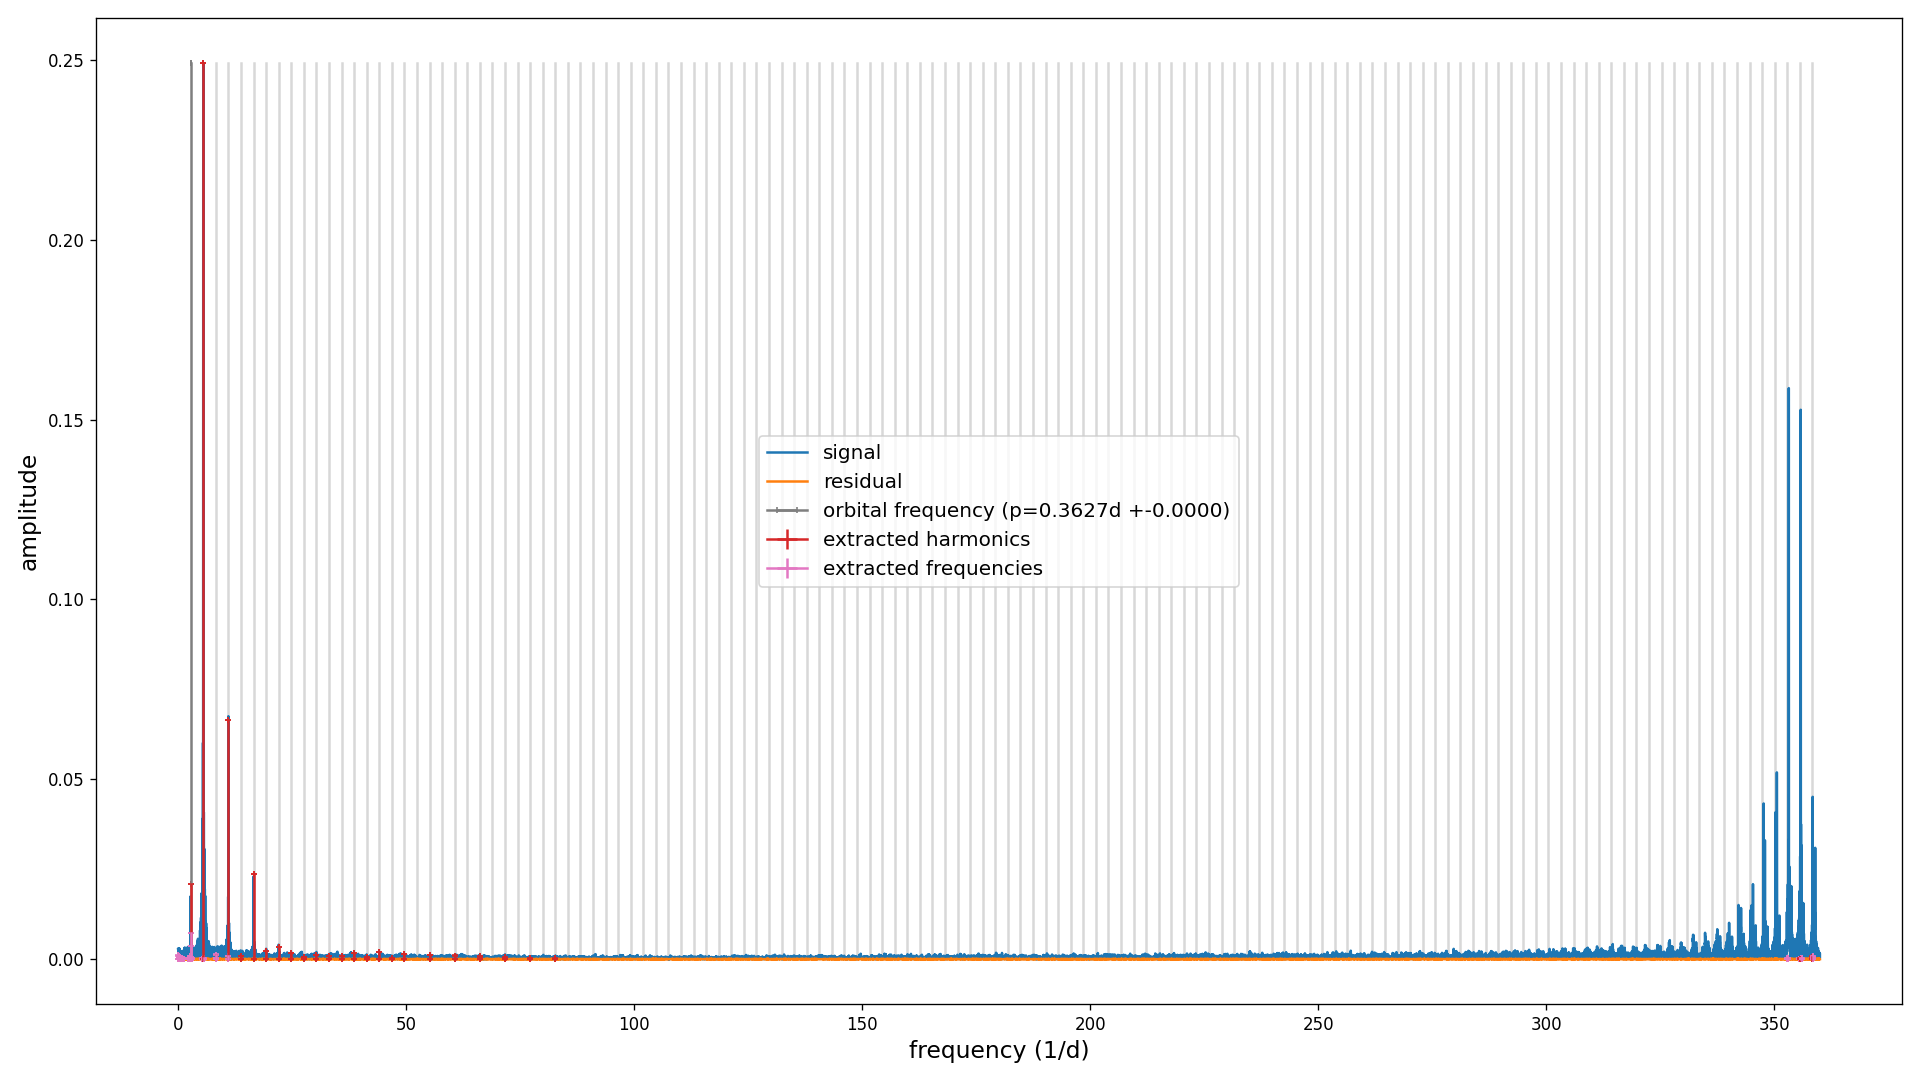 0.25
0.20
0.15
0.10
0.05
0.00
amplitude
signal
residual
orbital frequency (p=0.3627d +-0.0000)
extracted harmonics
extracted frequencies
0 50 100 150 200 250 300 350
frequency (1/d)